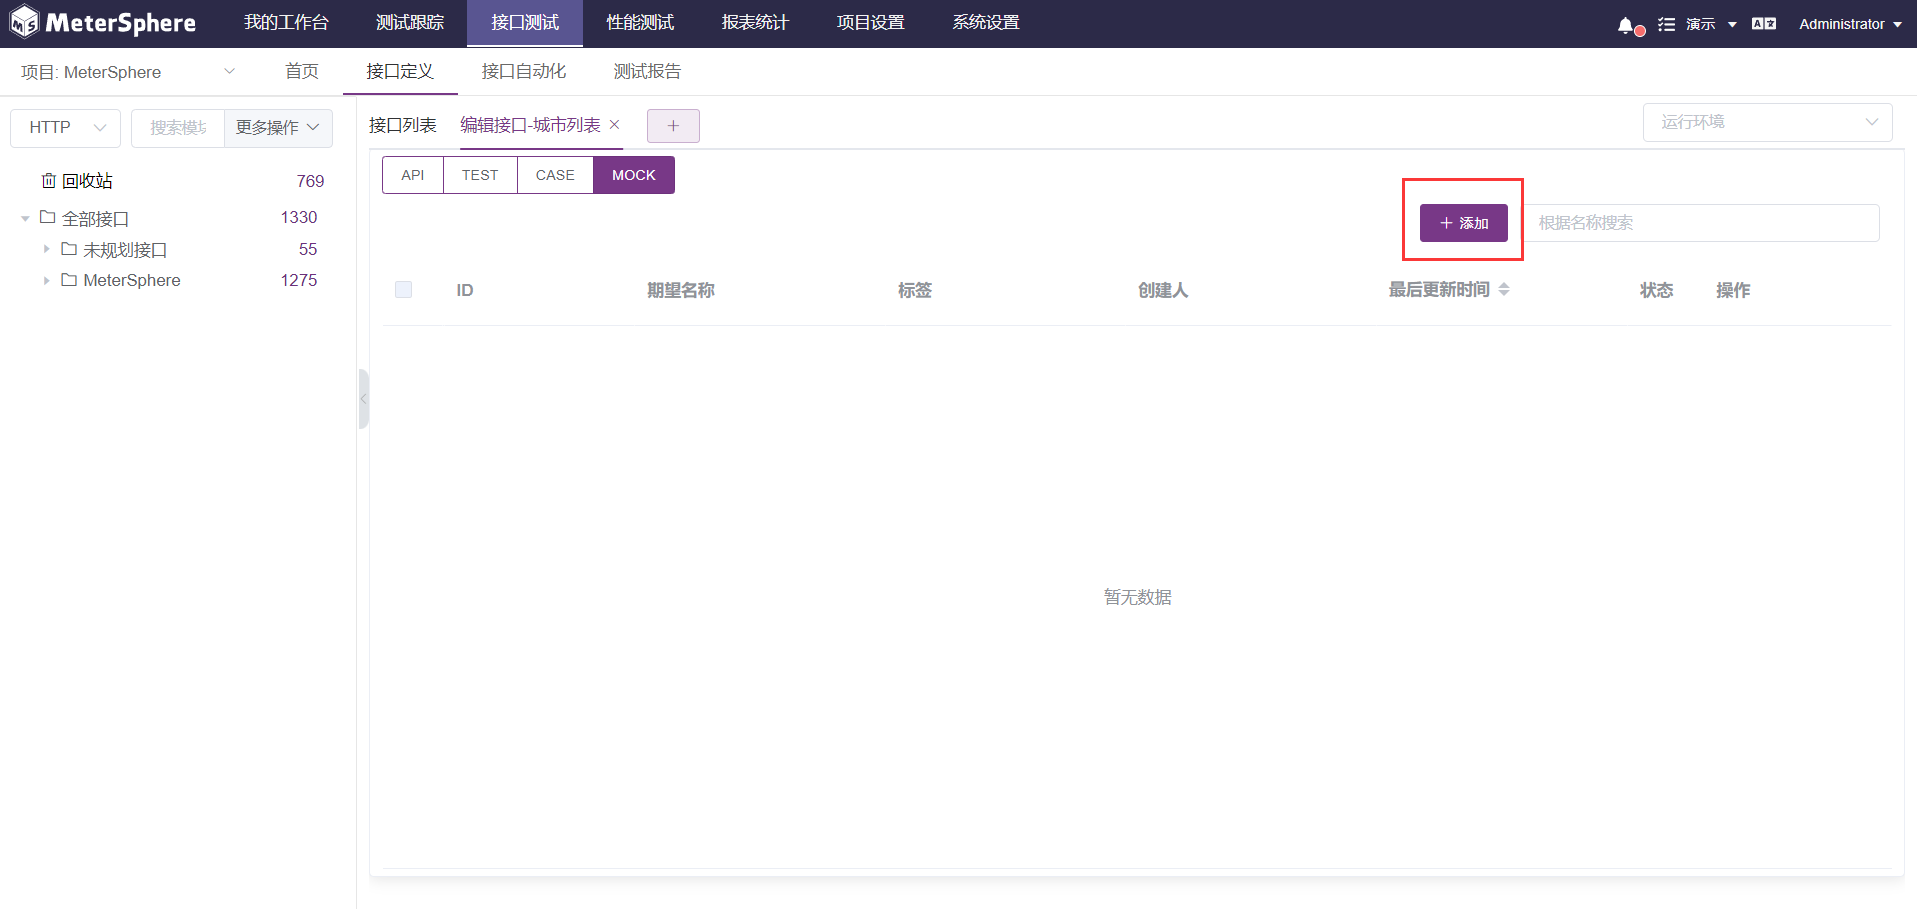 MeterSphere 我的工作台 测试跟踪 接口测试 性能测试 报表统计 项目设置 系统设置 演示 Administrator
项目: MeterSphere 首页 接口定义 接口自动化 测试报告
HTTP 搜索模块 更多操作 接口列表 编辑接口-城市列表 运行环境
API TEST CASE MOCK
回收站 769
全部接口 1330
未规划接口 55
MeterSphere 1275
添加 根据名称搜索
ID 期望名称 标签 创建人 最后更新时间 状态 操作
暂无数据